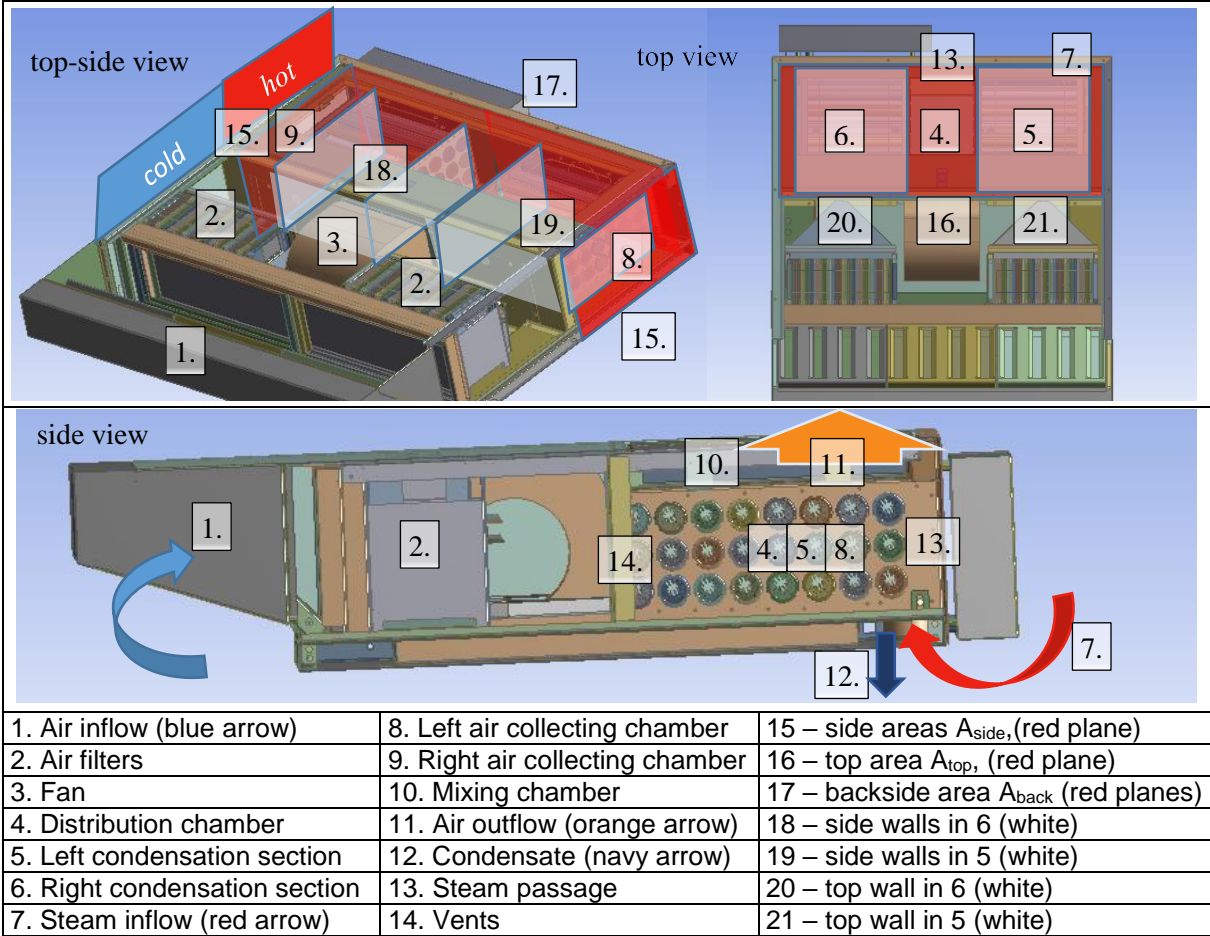 top-side view
hot
cold
15.
9.
17.
18.
2.
3.
19.
2.
8.
1.
15.
top view
13.
7.
6.
4.
5.
20.
16.
21.
side view
10.
11.
1.
2.
14.
4.
5.
8.
13.
7.
12.
1. Air inflow (blue arrow)
8. Left air collecting chamber
15 – side areas Aside,(red plane)
2. Air filters
9. Right air collecting chamber
16 – top area Atop, (red plane)
3. Fan
10. Mixing chamber
17 – backside area Aback (red planes)
4. Distribution chamber
11. Air outflow (orange arrow)
18 – side walls in 6 (white)
5. Left condensation section
12. Condensate (navy arrow)
19 – side walls in 5 (white)
6. Right condensation section
13. Steam passage
20 – top wall in 6 (white)
7. Steam inflow (red arrow)
14. Vents
21 – top wall in 5 (white)